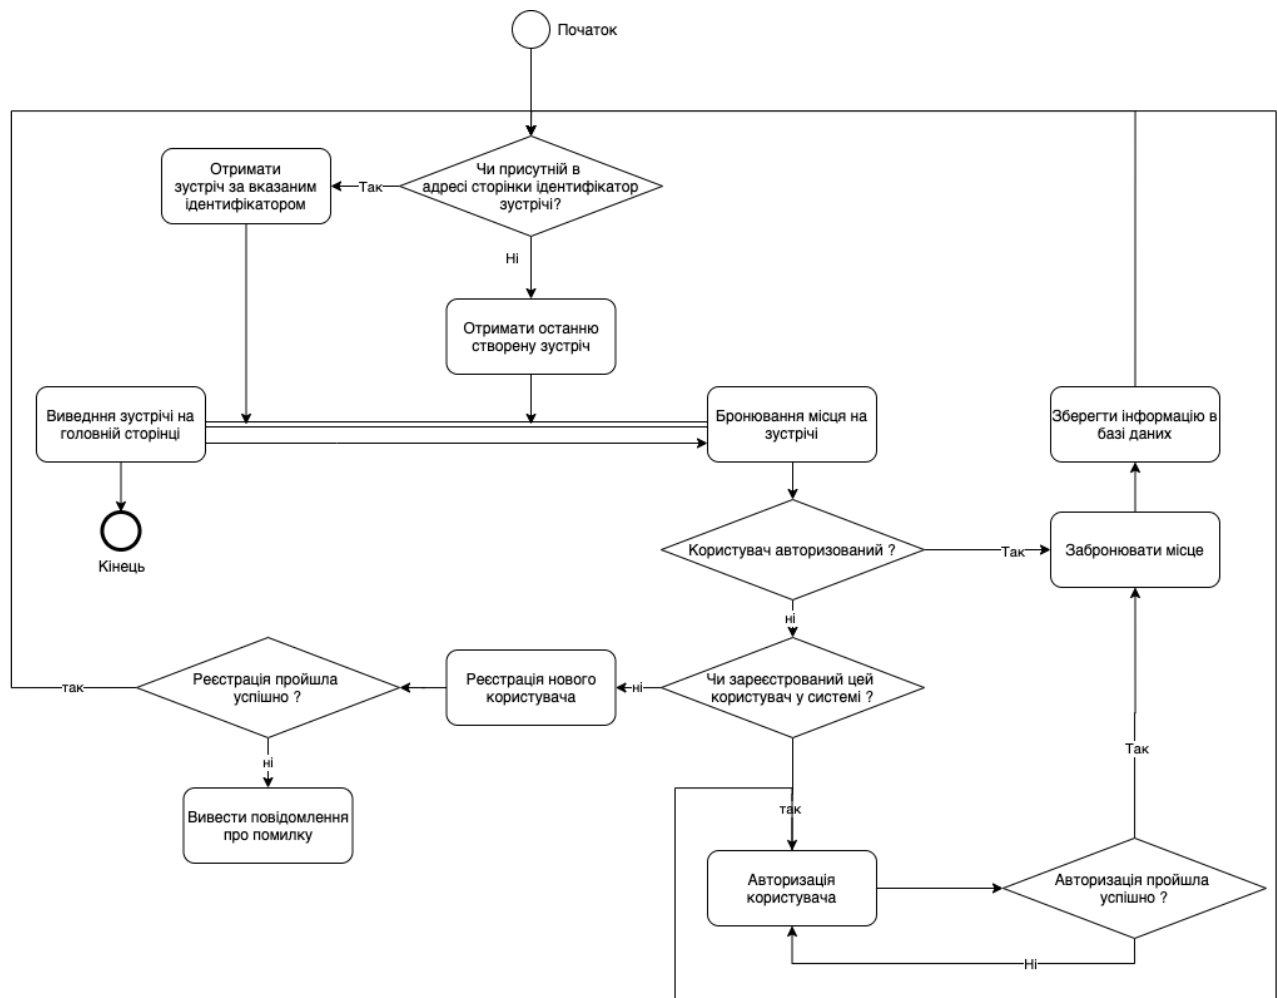 Початок
Чи присутній в
адресі сторінки ідентифікатор
зустрічі?
Так
Отримати
зустріч за вказаним
ідентифікатором
Ні
Отримати останню
створену зустріч
Виведння зустрічі на
головній сторінці
Бронювання місця на
зустрічі
Зберегти інформацію в
базі даних
Кінець
Користувач авторизований ?
Так
Забронювати місце
ні
Чи зареєстрований цей
користувач у системі ?
ні
Реєстрація нового
користувача
Реєстрація пройшла
успішно ?
так
ні
Вивести повідомлення
про помилку
так
Так
Авторизація
користувача
Авторизація пройшла
успішно ?
Ні